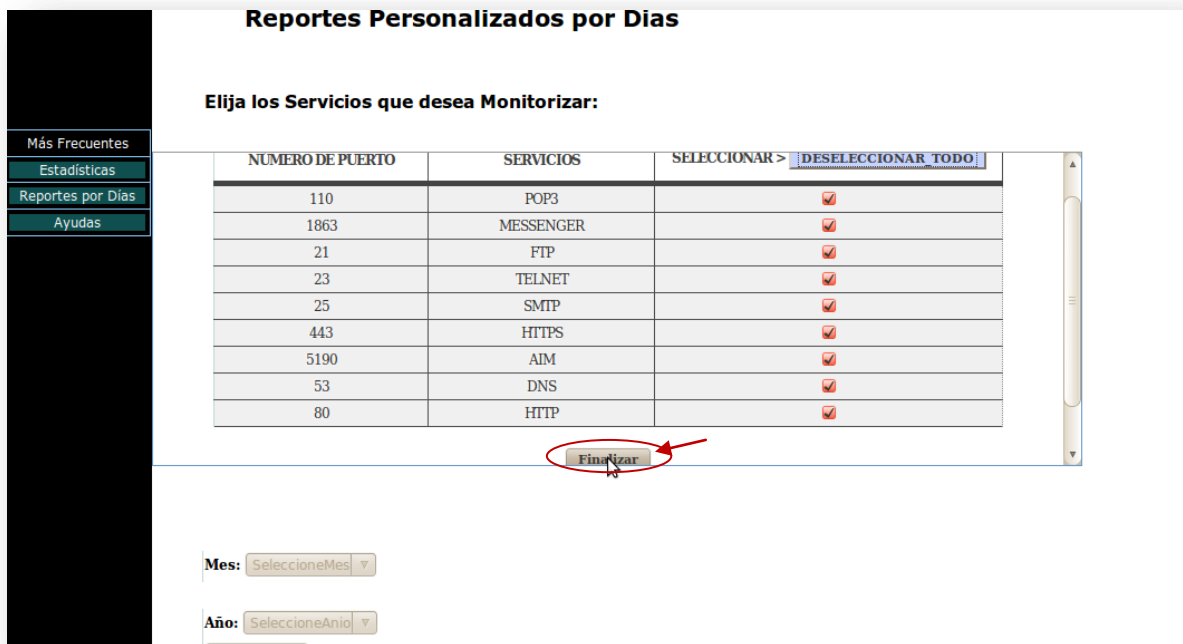 Reportes Personalizados por Dias
Elija los Servicios que desea Monitorizar:
Más Frecuentes
Estadísticas
Reportes por Días
Ayudas
NUMERO DE PUERTO SERVICIOS SELECCIONAR > DESELECCIONAR_TODO
110 POP3
1863 MESSENGER
21 FTP
23 TELNET
25 SMTP
443 HTTPS
5190 AIM
53 DNS
80 HTTP
Finalizar
Mes: SeleccioneMes
Año: SeleccioneAnio